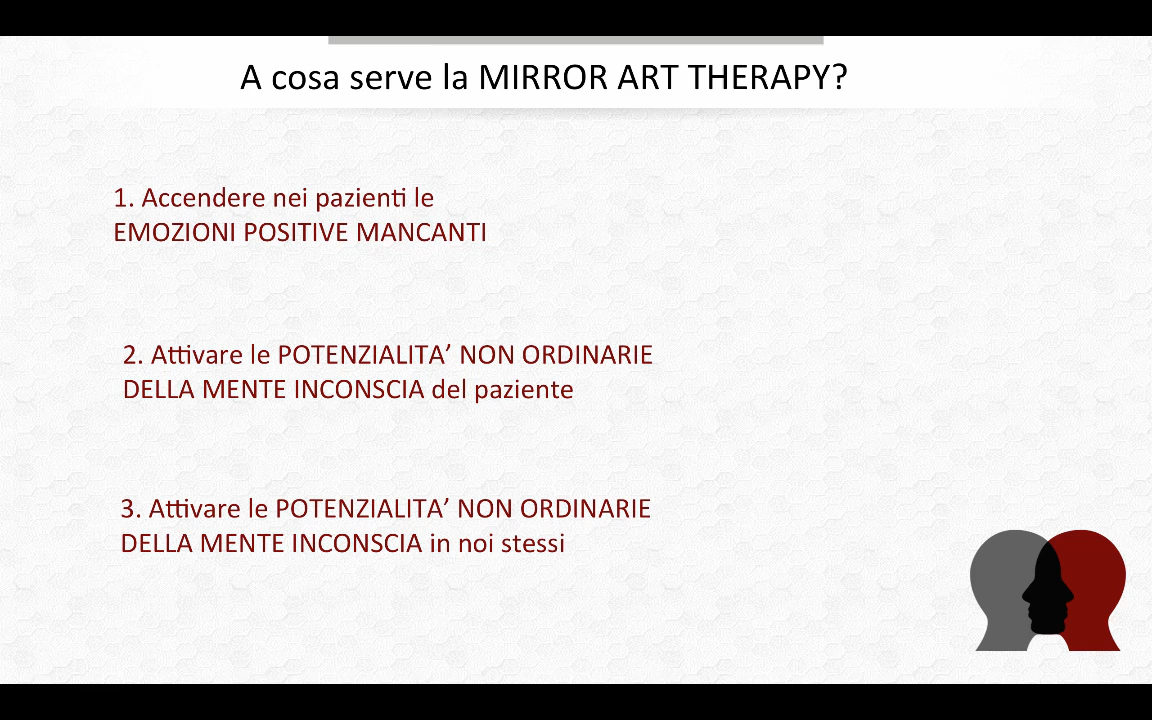 A cosa serve la MIRROR ART THERAPY?
1. Accendere nei pazienti le
EMOZIONI POSITIVE MANCANTI
2. Attivare le POTENZIALITA’ NON ORDINARIE
DELLA MENTE INCONSCIA del paziente
3. Attivare le POTENZIALITA’ NON ORDINARIE
DELLA MENTE INCONSCIA in noi stessi